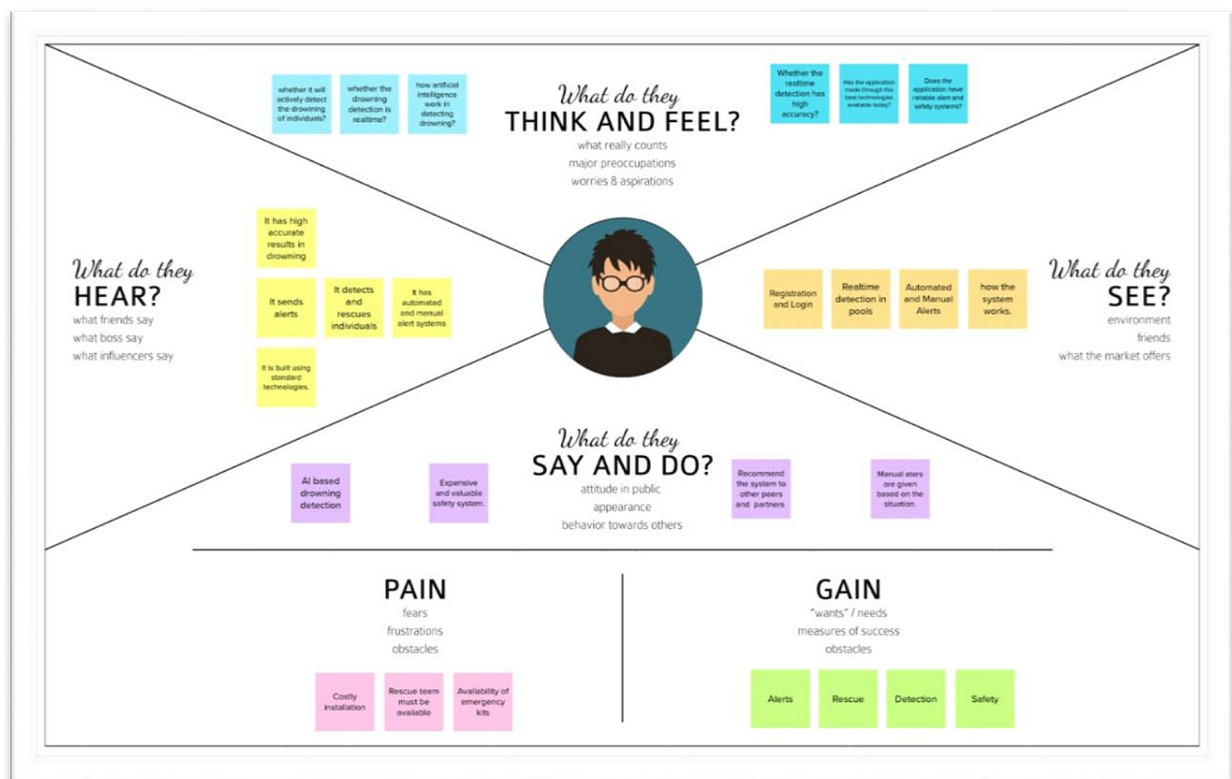 What do they
THINK AND FEEL?
what really counts
major preoccupations
worries & aspirations
whether it will
actively detect
the drowining
of individuals?
whether the
drowning
detection is
realtime?
how artificial
intelligence
work in
detecting
drowning?
Whether the
realtime
detection has
high
accuracy?
Has the application
made through the
best technologies
available today?
Does the
application have
reliable alert and
safety systems?
What do they
HEAR?
what friends say
what boss say
what influencers say
It has high
accurate
results in
drowning
It sends
alerts
It detects
and
rescues
individuals
It has
automated
and manual
alert systems
It is built using
standard
technologies.
Registration
and Login
Realtime
detection in
pools
Automated
and Manual
Alerts
how the
system
works.
What do they
SEE?
environment
friends
what the market offers
What do they
SAY AND DO?
attitude in public
appearance
behavior towards others
AI based
drowning
detection
Expensive
and valuable
safety system.
Recommend
the system to
other peers
and partners
Manual aters
are given
based on the
situation.
PAIN
fears
frustrations
obstacles
Costly
installation
Rescue team
must be
available
Availability of
emergency
kits
GAIN
"wants" / needs
measures of success
obstacles
Alerts
Rescue
Detection
Safety